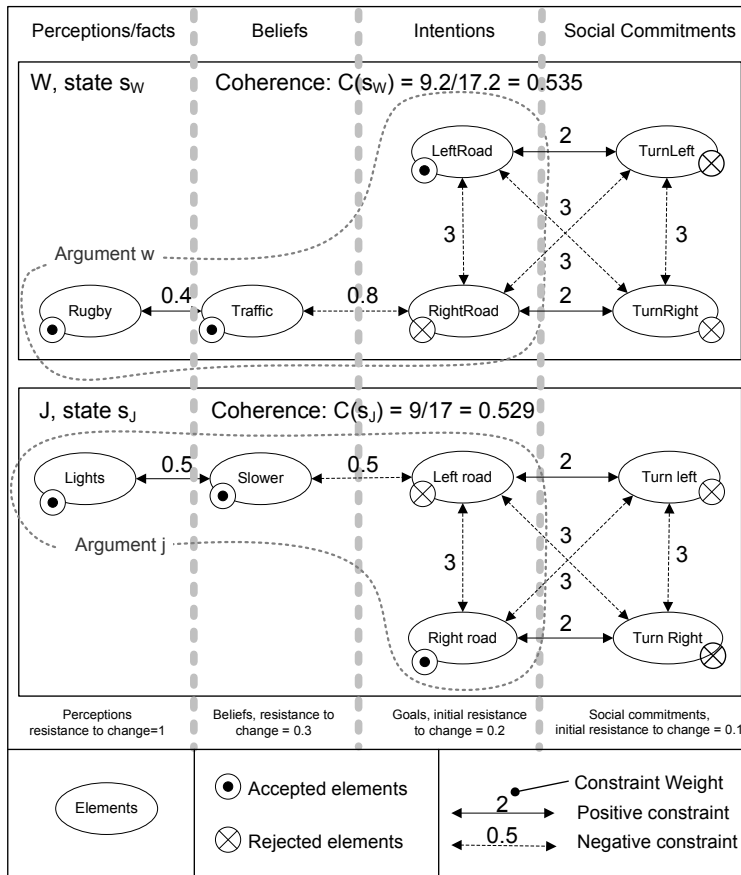 Perceptions/facts Beliefs Intentions Social Commitments
W, state sW Coherence: C(sW) = 9.2/17.2 = 0.535
LeftRoad 2 TurnLeft
3 3 3 3
Argument w
Rugby 0.4 Traffic 0.8 RightRoad 2 TurnRight
J, state sJ Coherence: C(sJ) = 9/17 = 0.529
Lights 0.5 Slower 0.5 Left road 2 Turn left
3 3 3 3
Argument j
Right road 2 Turn Right
Perceptions
resistance to change=1
Beliefs, resistance to
change = 0.3
Goals, initial resistance
to change = 0.2
Social commitments,
initial resistance to change = 0.1
Elements
Accepted elements
Rejected elements
Constraint Weight
2 Positive constraint
0.5 Negative constraint